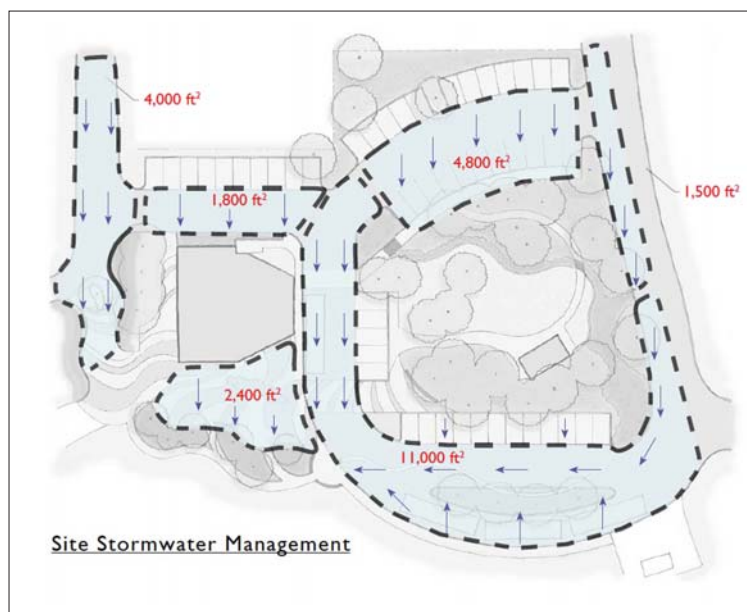 4,000 ft²
4,800 ft²
1,800 ft²
1,500 ft²
2,400 ft²
11,000 ft²
Site Stormwater Management